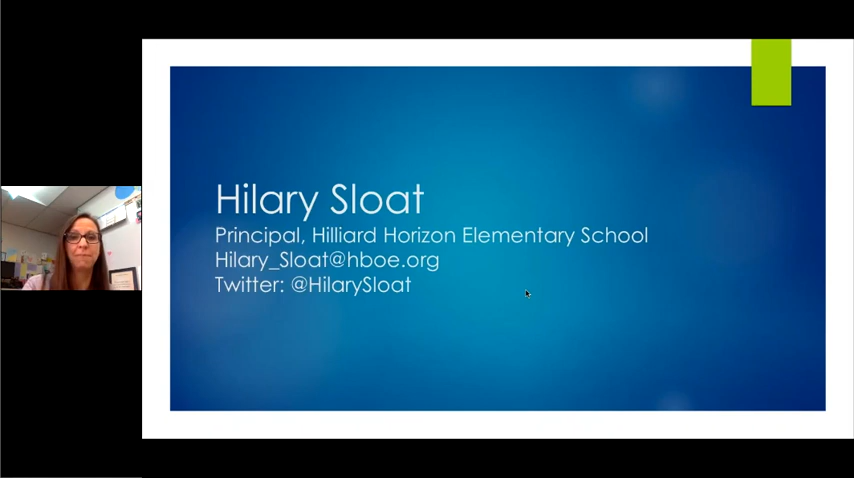 Hilary Sloat
Principal, Hilliard Horizon Elementary School
Hilary_Sloat@hboe.org
Twitter: @HilarySloat